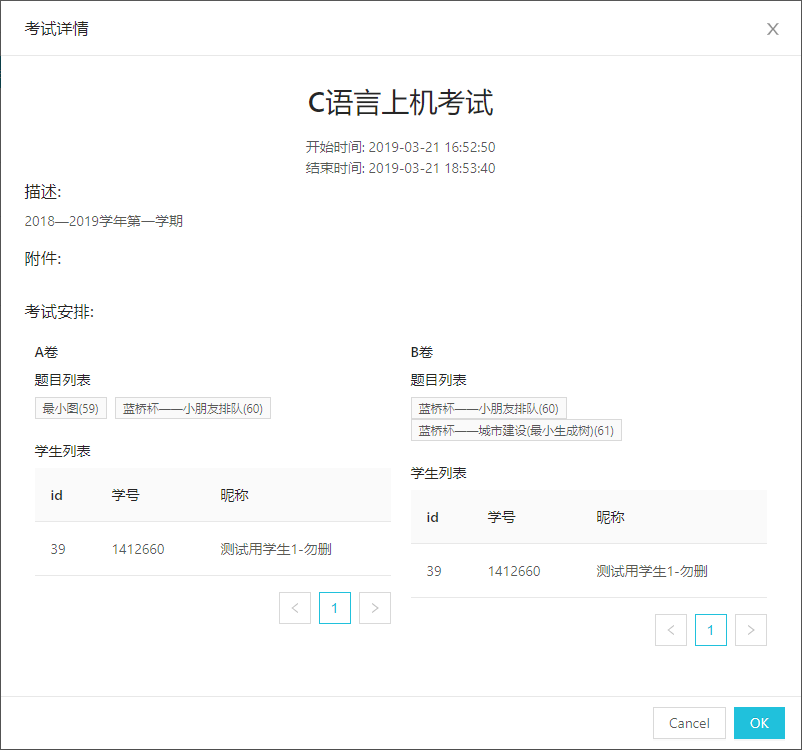 考试详情
X
C语言上机考试
开始时间: 2019-03-21 16:52:50
结束时间: 2019-03-21 18:53:40
描述:
2018—2019学年第一学期
附件:
考试安排:
A卷
题目列表
最小图(59) 蓝桥杯——小朋友排队(60)
学生列表
id 学号 昵称
39 1412660 测试用学生1-勿删
< 1 >
B卷
题目列表
蓝桥杯——小朋友排队(60)
蓝桥杯——城市建设(最小生成树)(61)
学生列表
id 学号 昵称
39 1412660 测试用学生1-勿删
< 1 >
Cancel OK